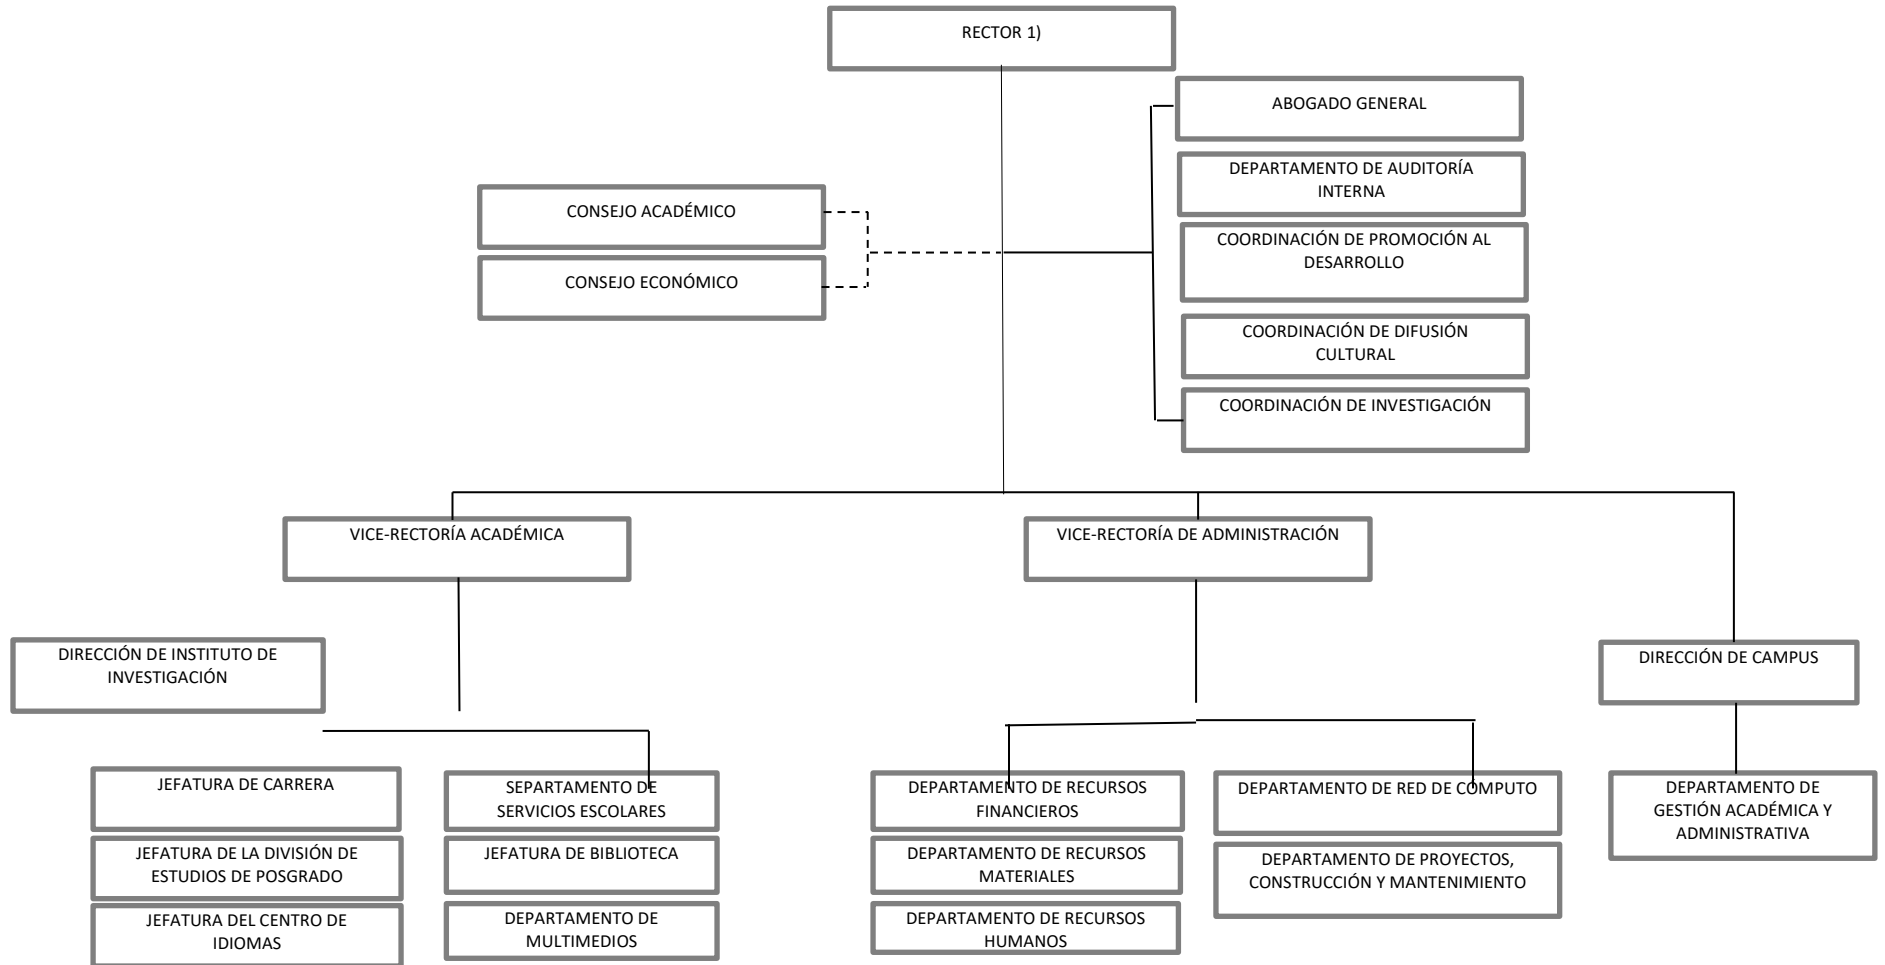 RECTOR 1)
ABOGADO GENERAL
DEPARTAMENTO DE AUDITORÍA
INTERNA
CONSEJO ACADÉMICO
COORDINACIÓN DE PROMOCIÓN AL
DESARROLLO
CONSEJO ECONÓMICO
COORDINACIÓN DE DIFUSIÓN
CULTURAL
COORDINACIÓN DE INVESTIGACIÓN
VICE-RECTORÍA ACADÉMICA
VICE-RECTORÍA DE ADMINISTRACIÓN
DIRECCIÓN DE INSTITUTO DE
INVESTIGACIÓN
DIRECCIÓN DE CAMPUS
JEFATURA DE CARRERA
SEPARTAMENTO DE
SERVICIOS ESCOLARES
DEPARTAMENTO DE RECURSOS
FINANCIEROS
DEPARTAMENTO DE RED DE COMPUTO
DEPARTAMENTO DE
GESTIÓN ACADÉMICA Y
ADMINISTRATIVA
JEFATURA DE LA DIVISIÓN DE
ESTUDIOS DE POSGRADO
JEFATURA DE BIBLIOTECA
DEPARTAMENTO DE RECURSOS
MATERIALES
DEPARTAMENTO DE PROYECTOS,
CONSTRUCCIÓN Y MANTENIMIENTO
JEFATURA DEL CENTRO DE
IDIOMAS
DEPARTAMENTO DE
MULTIMEDIOS
DEPARTAMENTO DE RECURSOS
HUMANOS